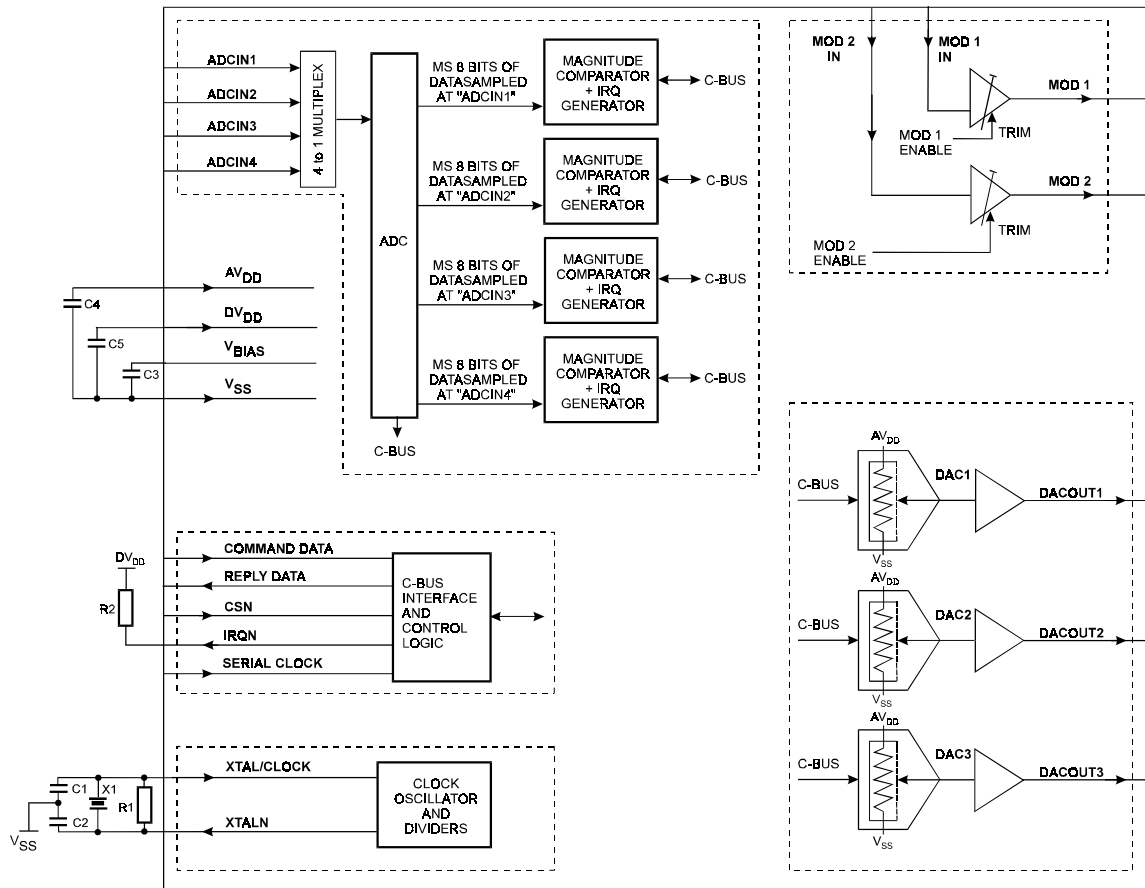 ADCIN1
ADCIN2
ADCIN3
ADCIN4
4 to 1 MULTIPLEX
ADC
C-BUS
MS 8 BITS OF
DATASAMPLED
AT "ADCIN1"
MAGNITUDE
COMPARATOR
+ IRQ
GENERATOR
C-BUS
MS 8 BITS OF
DATASAMPLED
AT "ADCIN2"
MAGNITUDE
COMPARATOR
+ IRQ
GENERATOR
C-BUS
MS 8 BITS OF
DATASAMPLED
AT "ADCIN3"
MAGNITUDE
COMPARATOR
+ IRQ
GENERATOR
C-BUS
MS 8 BITS OF
DATASAMPLED
AT "ADCIN4"
MAGNITUDE
COMPARATOR
+ IRQ
GENERATOR
C-BUS
MOD 2
IN
MOD 1
IN
MOD 1
TRIM
MOD 1
ENABLE
MOD 2
TRIM
MOD 2
ENABLE
AVDD
C4
DVDD
C5
VBIAS
C3
VSS
AVDD
C-BUS
DAC1
DACOUT1
VSS
AVDD
C-BUS
DAC2
DACOUT2
VSS
AVDD
C-BUS
DAC3
DACOUT3
VSS
DVDD
R2
COMMAND DATA
REPLY DATA
CSN
IRQN
SERIAL CLOCK
C-BUS
INTERFACE
AND
CONTROL
LOGIC
XTAL/CLOCK
XTALN
C1
X1
R1
C2
VSS
CLOCK
OSCILLATOR
AND
DIVIDERS